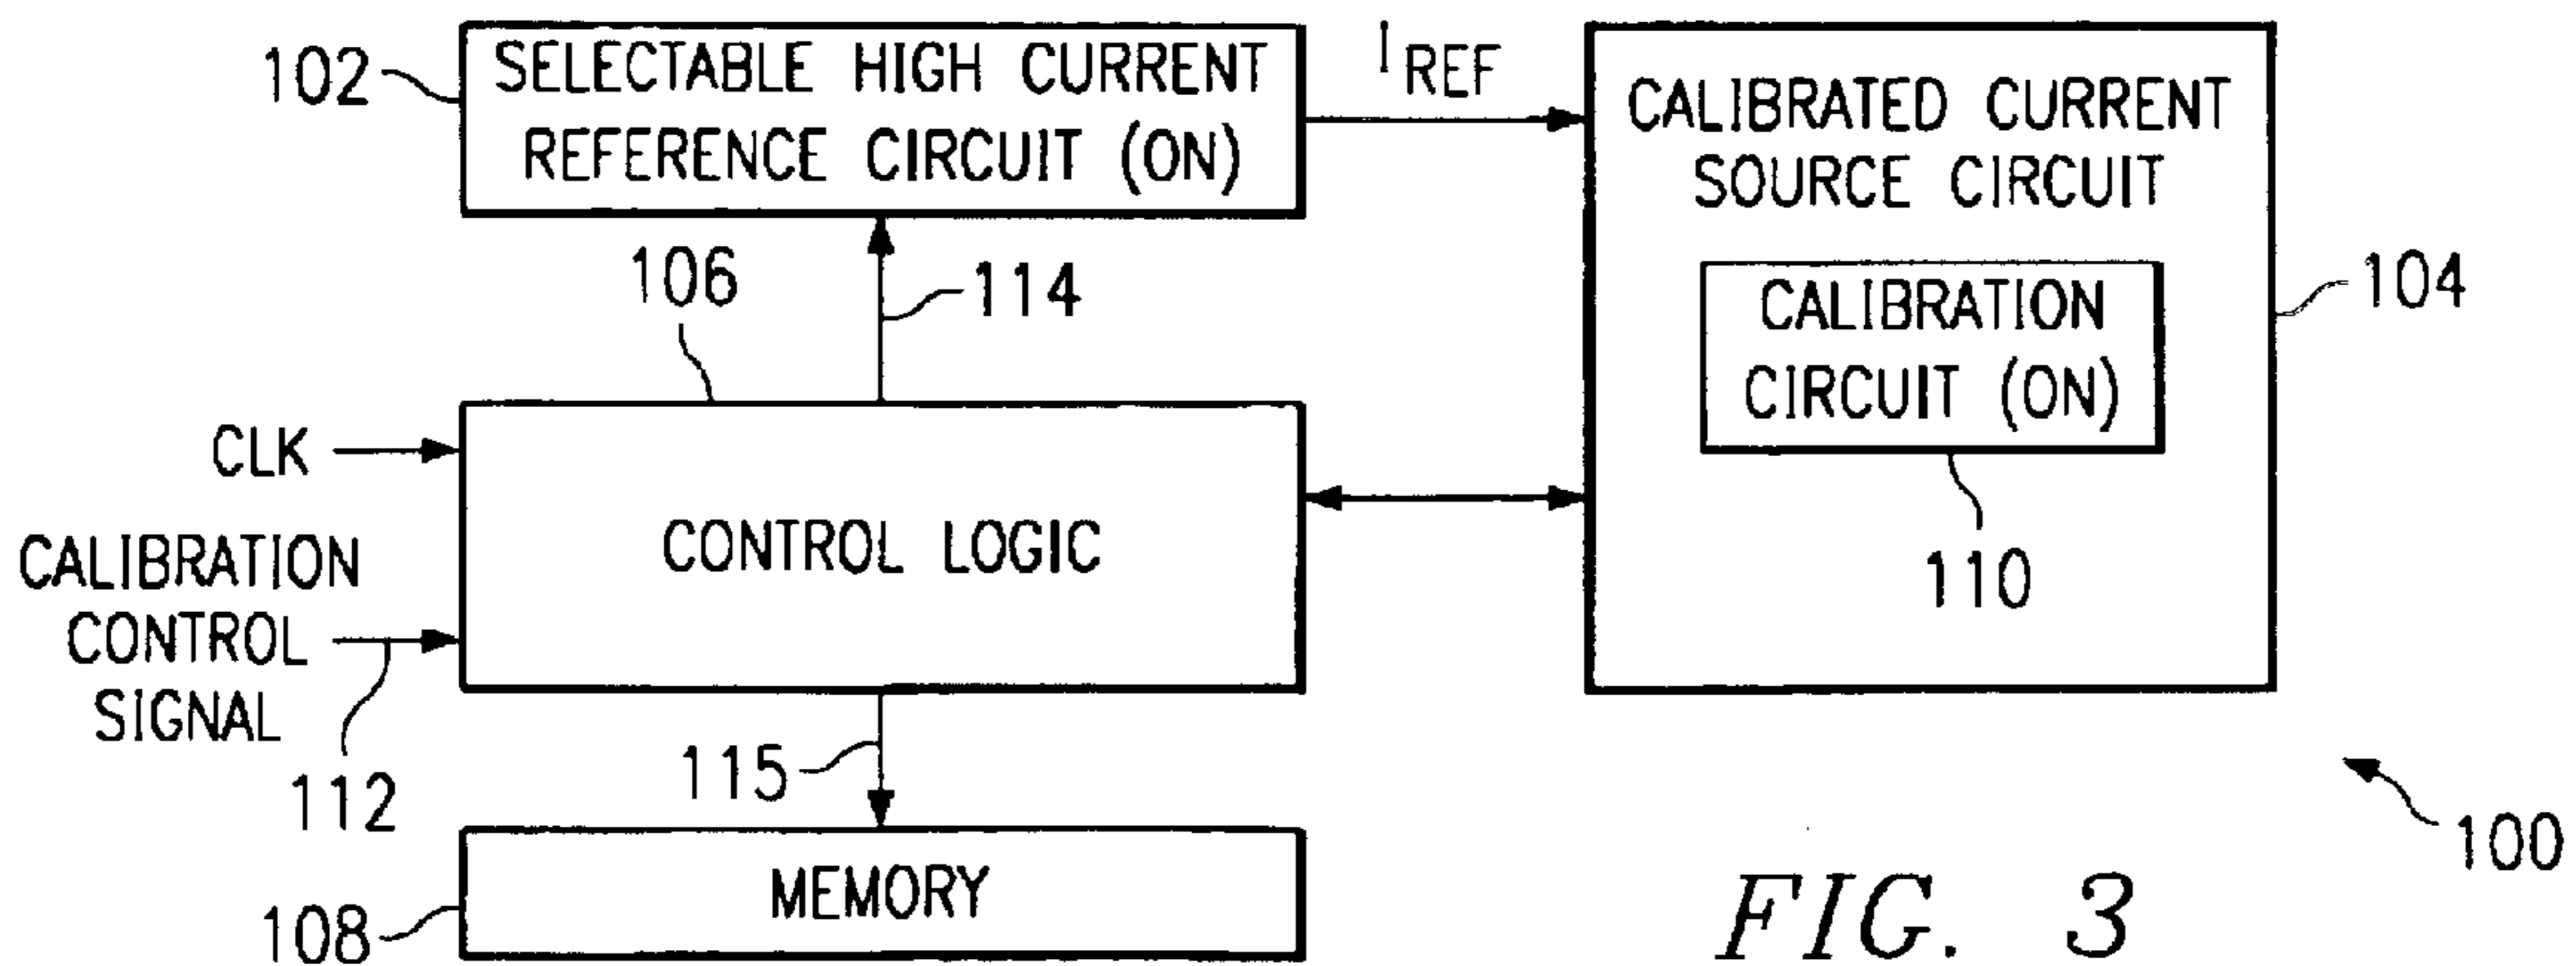 102
SELECTABLE HIGH CURRENT
REFERENCE CIRCUIT (ON)
IREF
CALIBRATED CURRENT
SOURCE CIRCUIT
CALIBRATION
CIRCUIT (ON)
104
110
106
114
CLK
CONTROL LOGIC
CALIBRATION
CONTROL
SIGNAL
112
115
MEMORY
108
100
FIG. 3